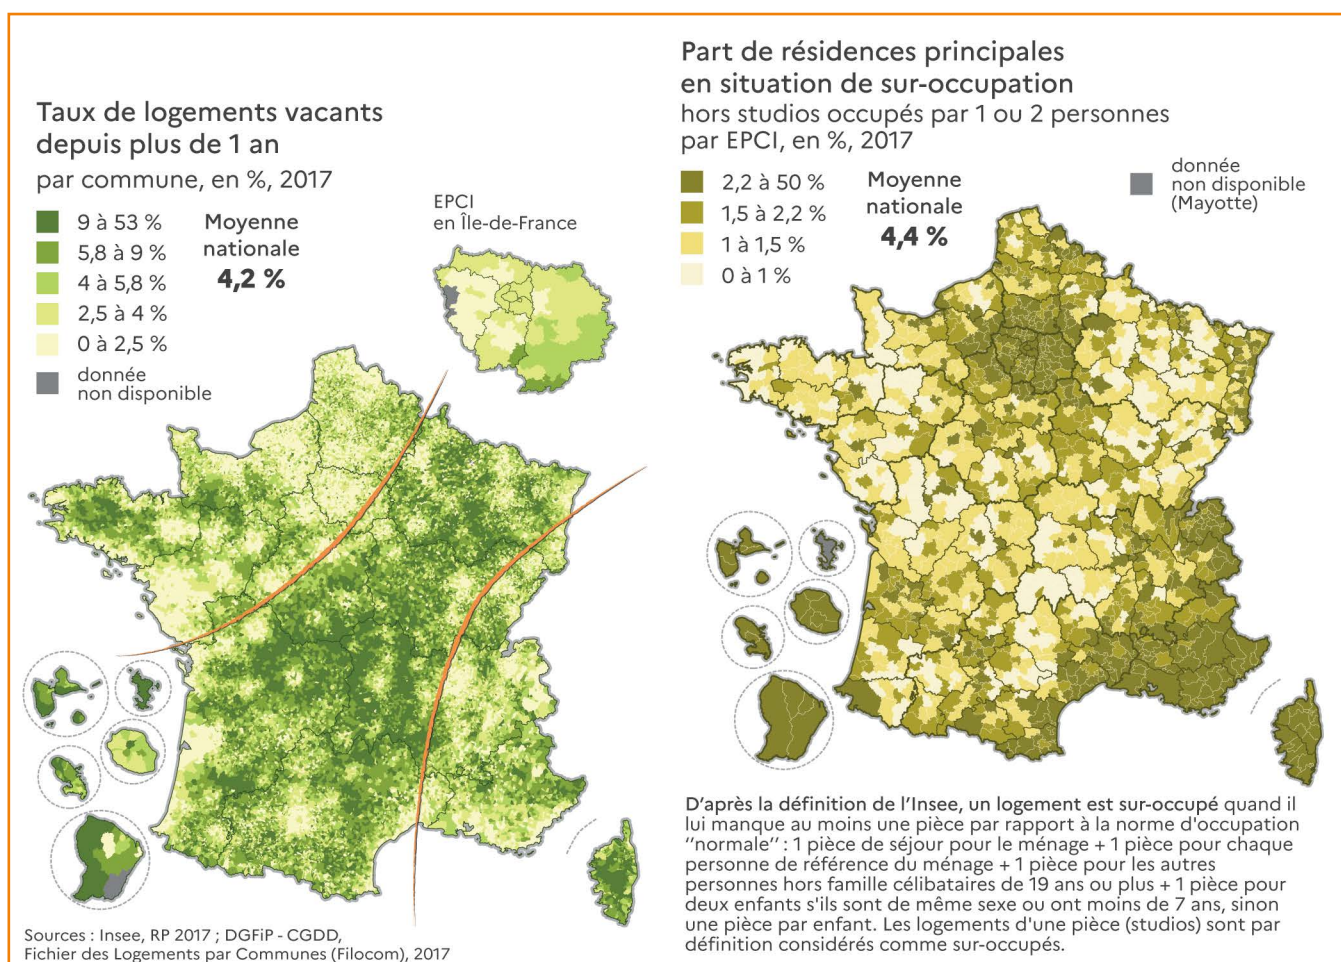 Taux de logements vacants
depuis plus de 1 an
par commune, en %, 2017
9 à 53 %
5,8 à 9 %
4 à 5,8 %
2,5 à 4 %
0 à 2,5 %
donnée
non disponible
Moyenne
nationale
4,2 %
EPCI
en Île-de-France
Sources : Insee, RP 2017 ; DGFiP - CGDD,
Fichier des Logements par Communes (Filocom), 2017
Part de résidences principales
en situation de sur-occupation
hors studios occupés par 1 ou 2 personnes
par EPCI, en %, 2017
2,2 à 50 %
1,5 à 2,2 %
1 à 1,5 %
0 à 1 %
Moyenne
nationale
4,4 %
donnée
non disponible
(Mayotte)
D'après la définition de l'Insee, un logement est sur-occupé quand il
lui manque au moins une pièce par rapport à la norme d'occupation
"normale" : 1 pièce de séjour pour le ménage + 1 pièce pour chaque
personne de référence du ménage + 1 pièce pour les autres
personnes hors famille célibataires de 19 ans ou plus + 1 pièce pour
deux enfants s'ils sont de même sexe ou ont moins de 7 ans, sinon
une pièce par enfant. Les logements d'une pièce (studios) sont par
définition considérés comme sur-occupés.